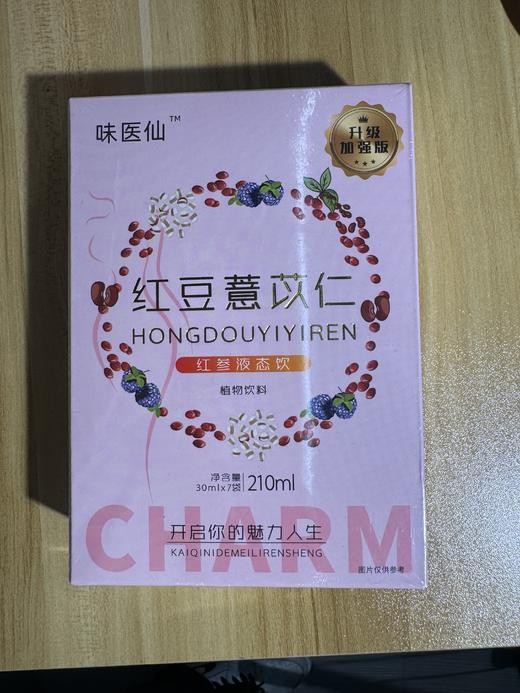 味医仙™
升级
加强版
红豆薏苡仁
HONGDOUYIYIREN
红参液态饮
植物饮料
净含量
30ml×7袋 210ml
CHARM
开启你的魅力人生
KAIQINIDEMEILIRENSHENG
图片仅供参考